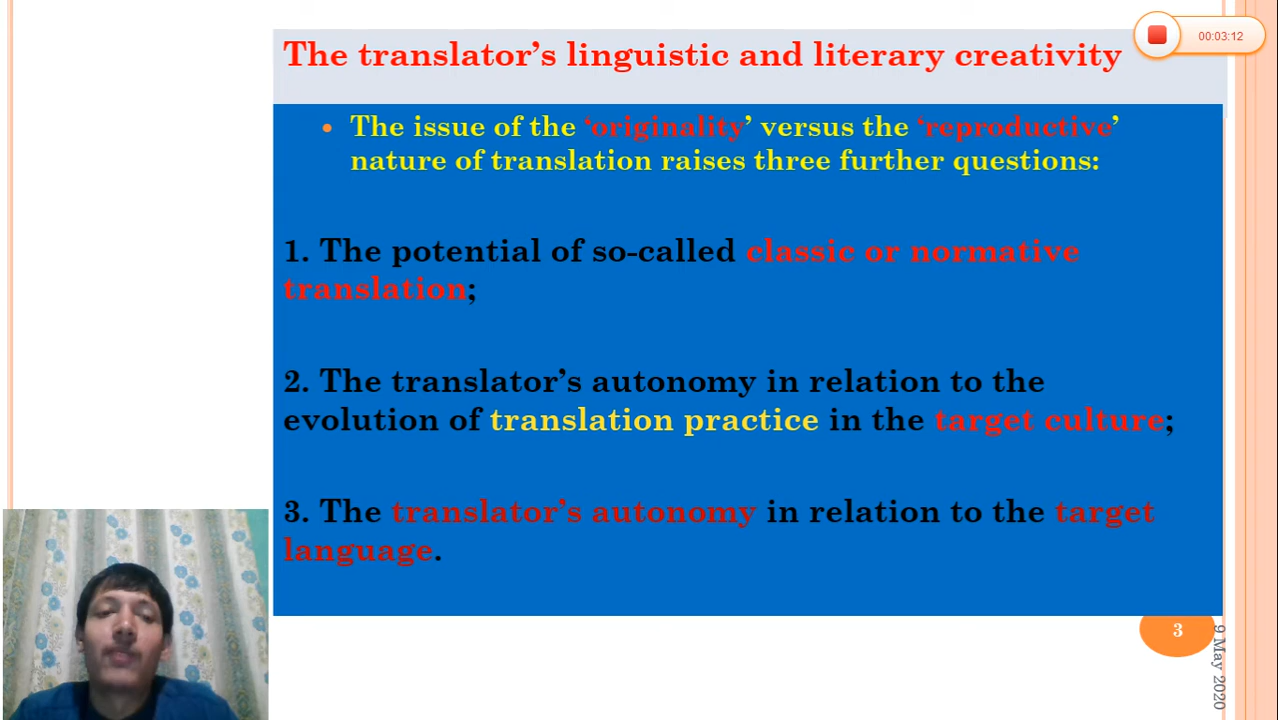 The translator's linguistic and literary creativity
00:03:12
• The issue of the 'originality' versus the 'reproductive'
nature of translation raises three further questions:
1. The potential of so-called classic or normative
translation;
2. The translator's autonomy in relation to the
evolution of translation practice in the target culture;
3. The translator's autonomy in relation to the target
language.
3
9 May 2020